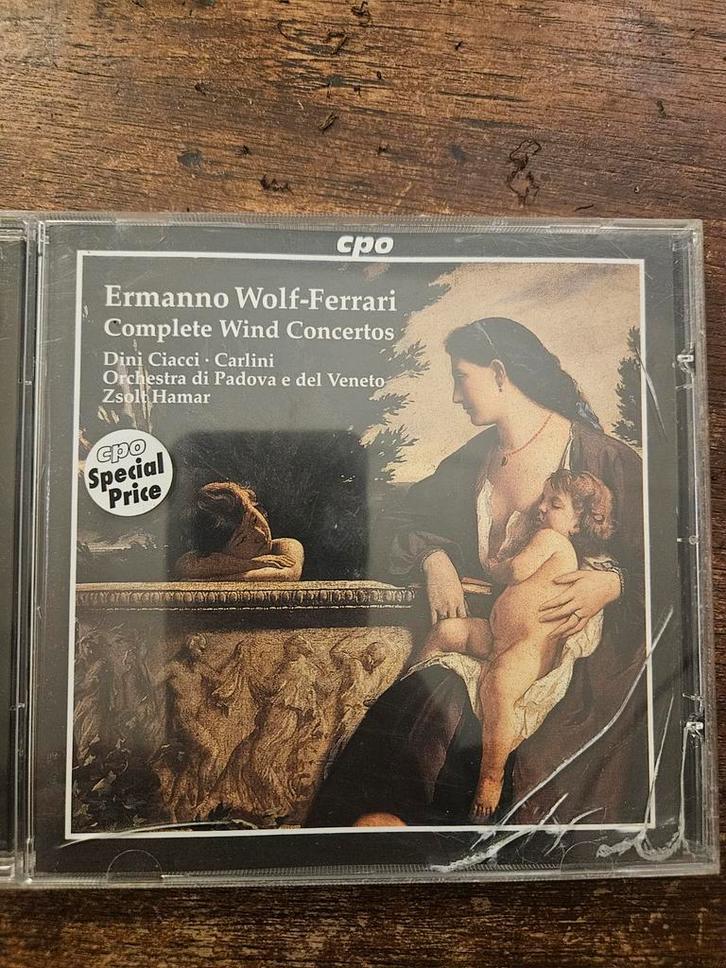 cpo
Ermanno Wolf-Ferrari
Complete Wind Concertos
Dini Ciacci · Carlini
Orchestra di Padova e del Veneto
Zsolt Hamar
cpo
Special
Price